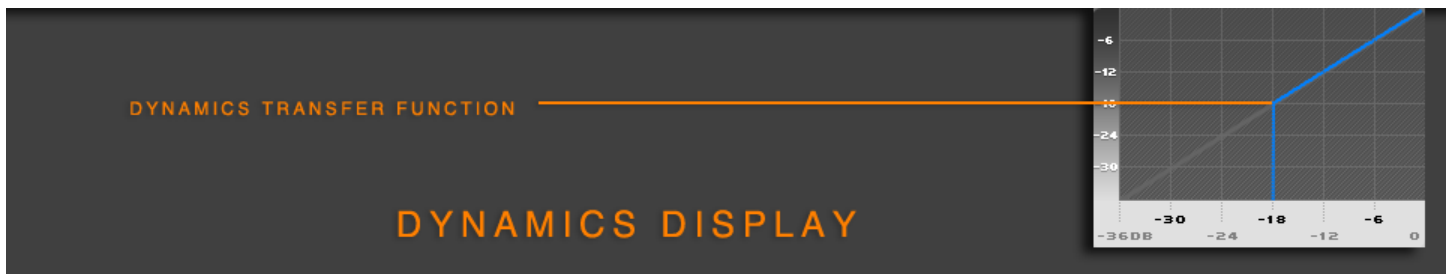 -6
-12
DYNAMICS TRANSFER FUNCTION
-24
-30
DYNAMICS DISPLAY
-30 -18 -6
-36DB -24 -12 0